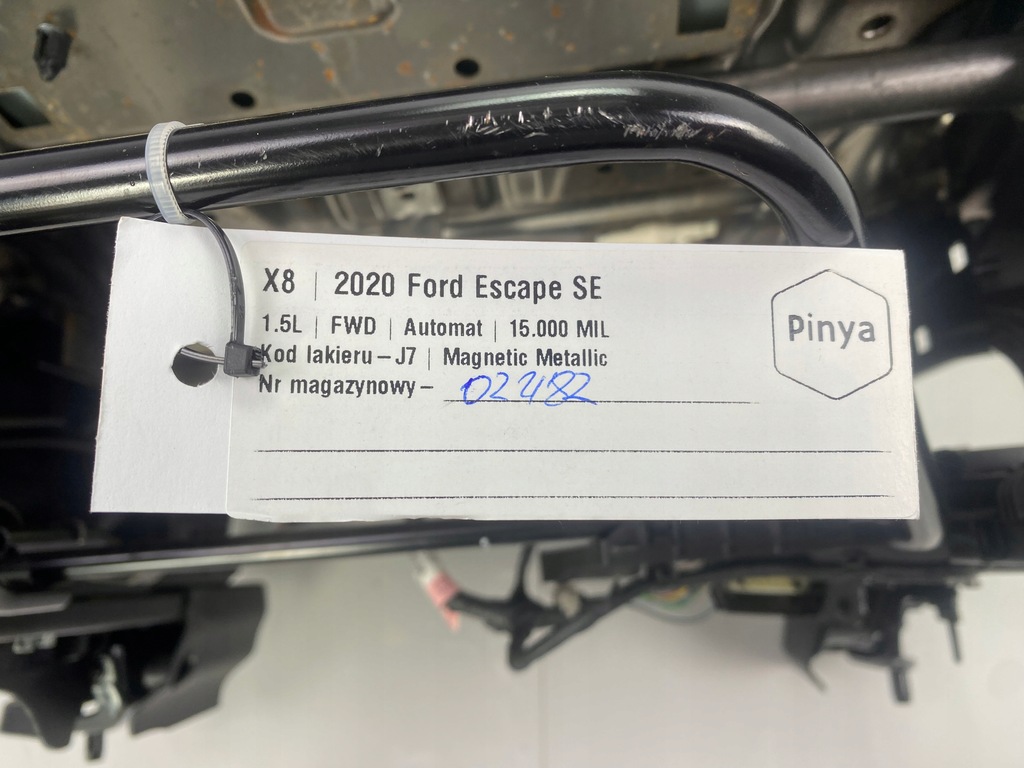 X8 | 2020 Ford Escape SE
1.5L | FWD | Automat | 15.000 MIL
Kod lakieru – J7 | Magnetic Metallic
Nr magazynowy – 02482
Pinya